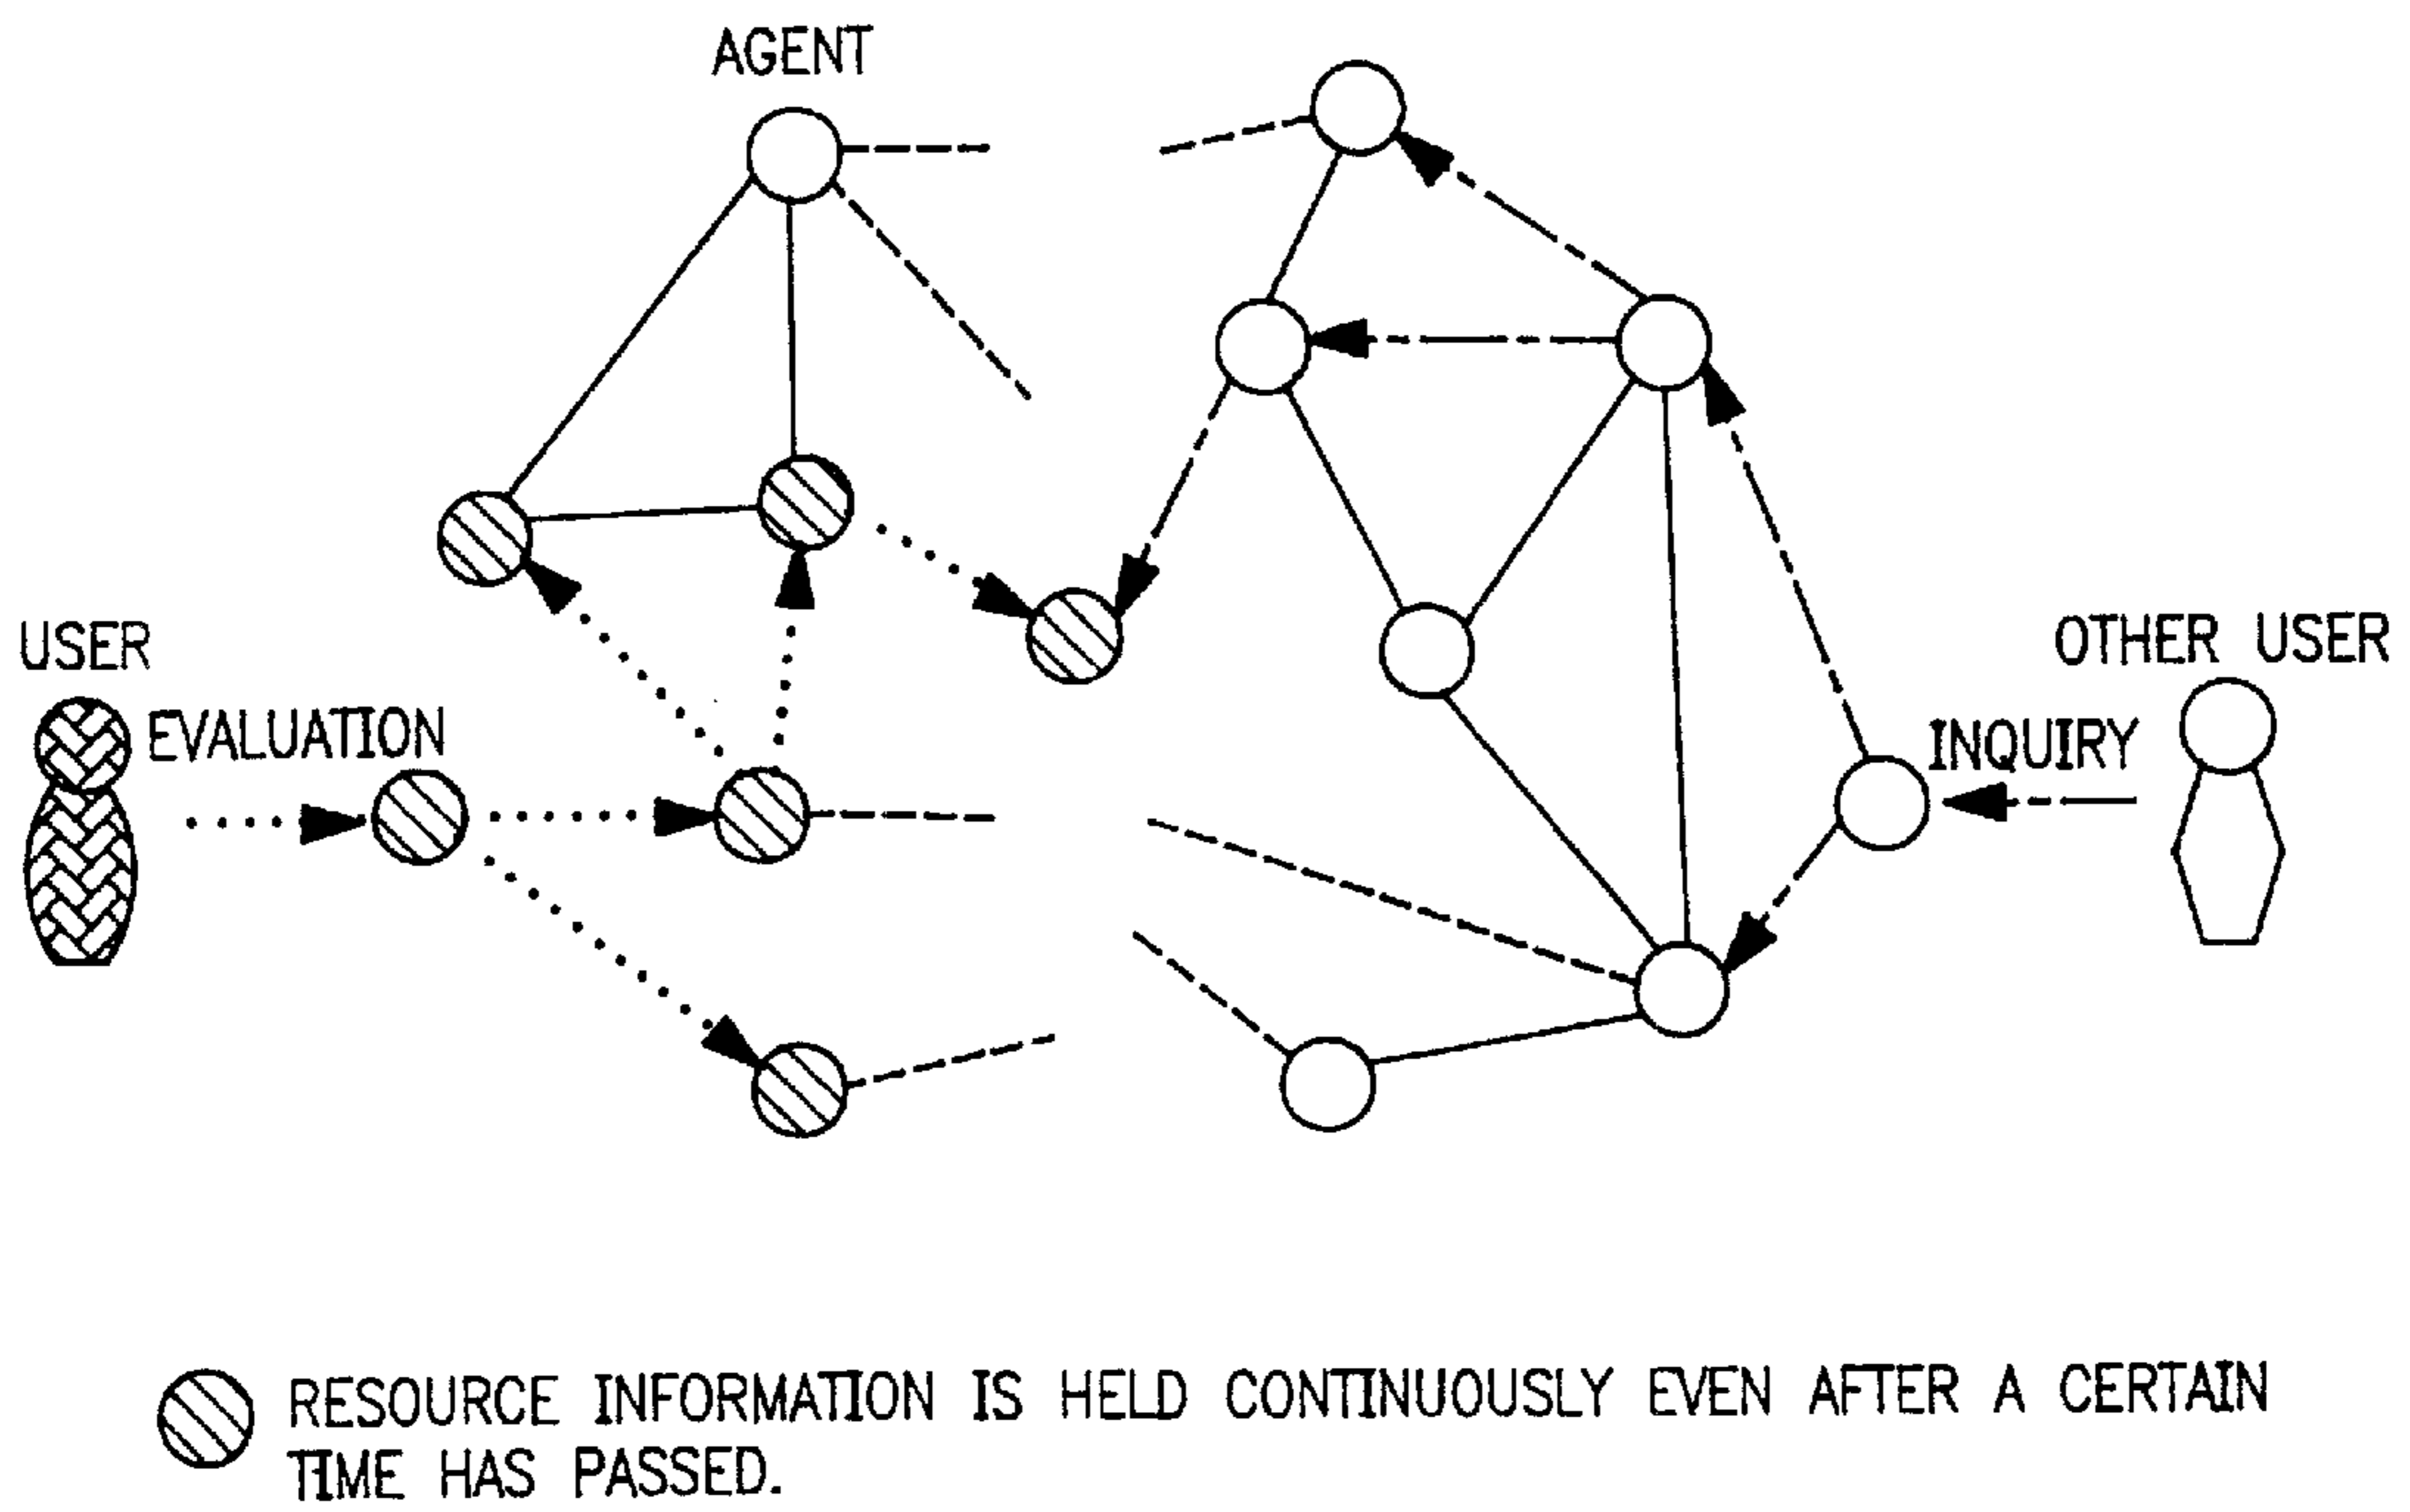 AGENT
USER
EVALUATION
OTHER USER
INQUIRY
RESOURCE INFORMATION IS HELD CONTINUOUSLY EVEN AFTER A CERTAIN
TIME HAS PASSED.